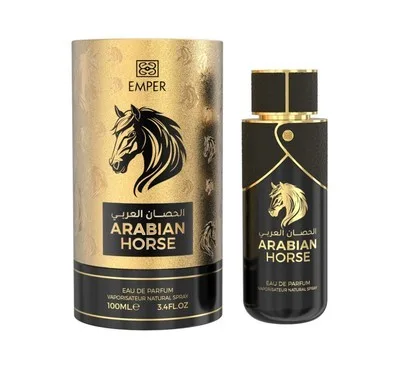 EMPER
الحصان العربي
ARABIAN
HORSE
EAU DE PARFUM
VAPORISATEUR NATURAL SPRAY
100ML℮ 3.4FL.OZ
الحصان العربي
ARABIAN
HORSE
EAU DE PARFUM
VAPORISATEUR NATURAL SPRAY